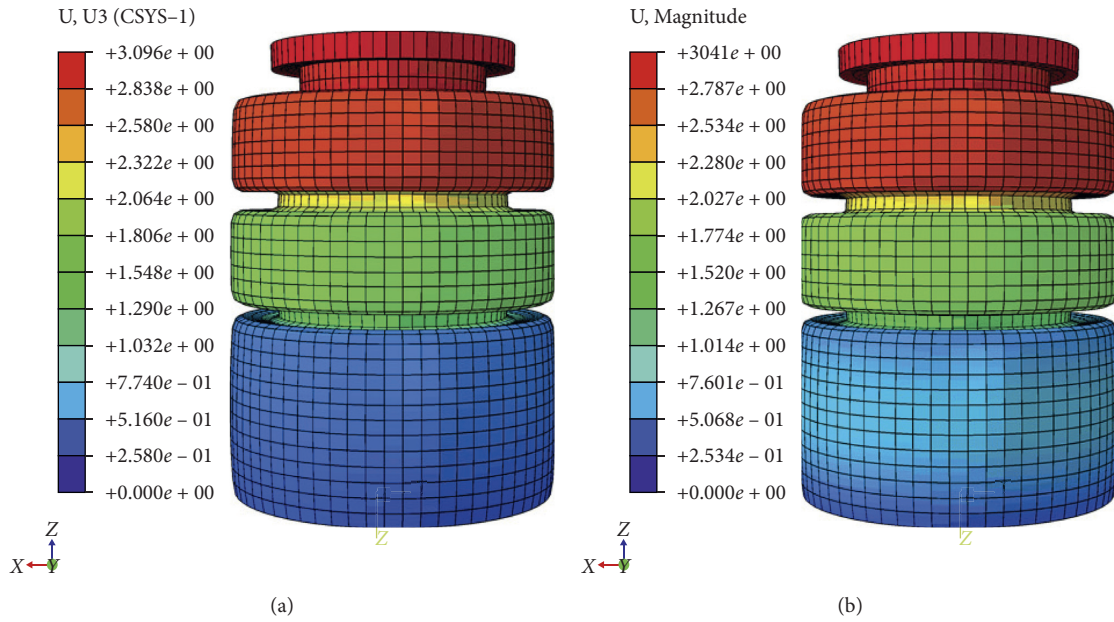 U, U3 (CSYS–1)
+3.096e + 00
+2.838e + 00
+2.580e + 00
+2.322e + 00
+2.064e + 00
+1.806e + 00
+1.548e + 00
+1.290e + 00
+1.032e + 00
+7.740e – 01
+5.160e – 01
+2.580e – 01
+0.000e + 00
Z
Z
X
Y
(a)
U, Magnitude
+3041e + 00
+2.787e + 00
+2.534e + 00
+2.280e + 00
+2.027e + 00
+1.774e + 00
+1.520e + 00
+1.267e + 00
+1.014e + 00
+7.601e – 01
+5.068e – 01
+2.534e – 01
+0.000e + 00
Z
Z
X
Y
(b)